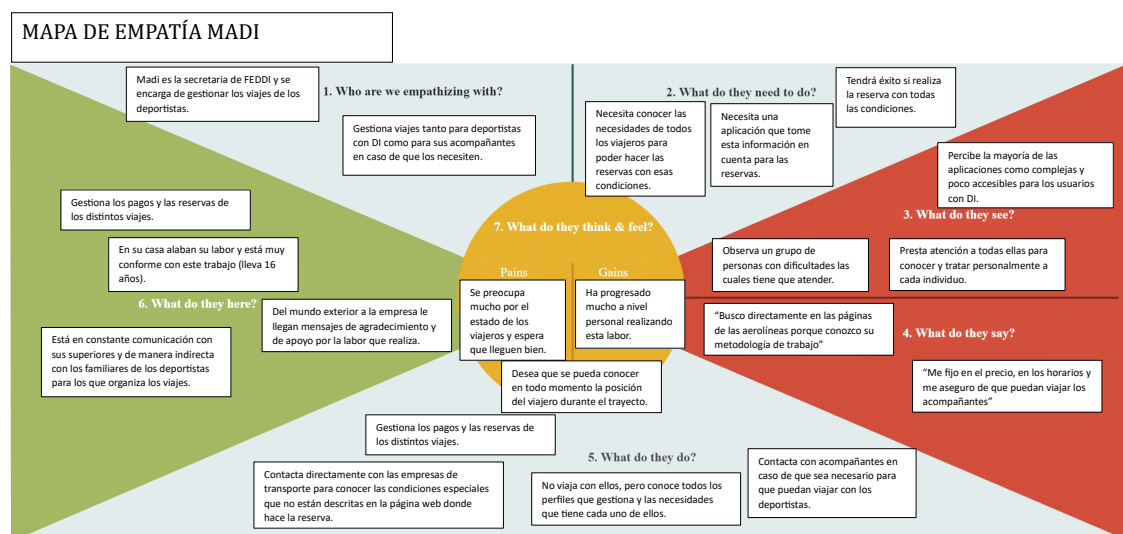 MAPA DE EMPATÍA MADI
Madi es la secretaria de FEDDI y se
encarga de gestionar los viajes de los
deportistas.
1. Who are we empathizing with?
Gestiona viajes tanto para deportistas
con DI como para sus acompañantes
en caso de que los necesiten.
2. What do they need to do?
Tendrá éxito si realiza
la reserva con todas
las condiciones.
Necesita conocer las
necesidades de todos
los viajeros para
poder hacer las
reservas con esas
condiciones.
Necesita una
aplicación que tome
esta información en
cuenta para las
reservas.
Percibe la mayoría de las
aplicaciones como complejas y
poco accesibles para los usuarios
con DI.
3. What do they see?
Observa un grupo de
personas con dificultades las
cuales tiene que atender.
Presta atención a todas ellas para
conocer y tratar personalmente a
cada individuo.
"Busco directamente en las páginas
de las aerolíneas porque conozco su
metodología de trabajo"
4. What do they say?
"Me fijo en el precio, en los horarios y
me aseguro de que puedan viajar los
acompañantes"
Gestiona los pagos y las reservas de
los distintos viajes.
En su casa alaban su labor y está muy
conforme con este trabajo (lleva 16
años).
6. What do they here?
Del mundo exterior a la empresa le
llegan mensajes de agradecimiento y
de apoyo por la labor que realiza.
Está en constante comunicación con
sus superiores y de manera indirecta
con los familiares de los deportistas
para los que organiza los viajes.
7. What do they think & feel?
Pains
Gains
Se preocupa
mucho por el
estado de los
viajeros y espera
que lleguen bien.
Ha progresado
mucho a nivel
personal realizando
esta labor.
Desea que se pueda conocer
en todo momento la posición
del viajero durante el trayecto.
Gestiona los pagos y las reservas de
los distintos viajes.
5. What do they do?
Contacta directamente con las empresas de
transporte para conocer las condiciones especiales
que no están descritas en la página web donde
hace la reserva.
No viaja con ellos, pero conoce todos los
perfiles que gestiona y las necesidades
que tiene cada uno de ellos.
Contacta con acompañantes en
caso de que sea necesario para
que puedan viajar con los
deportistas.